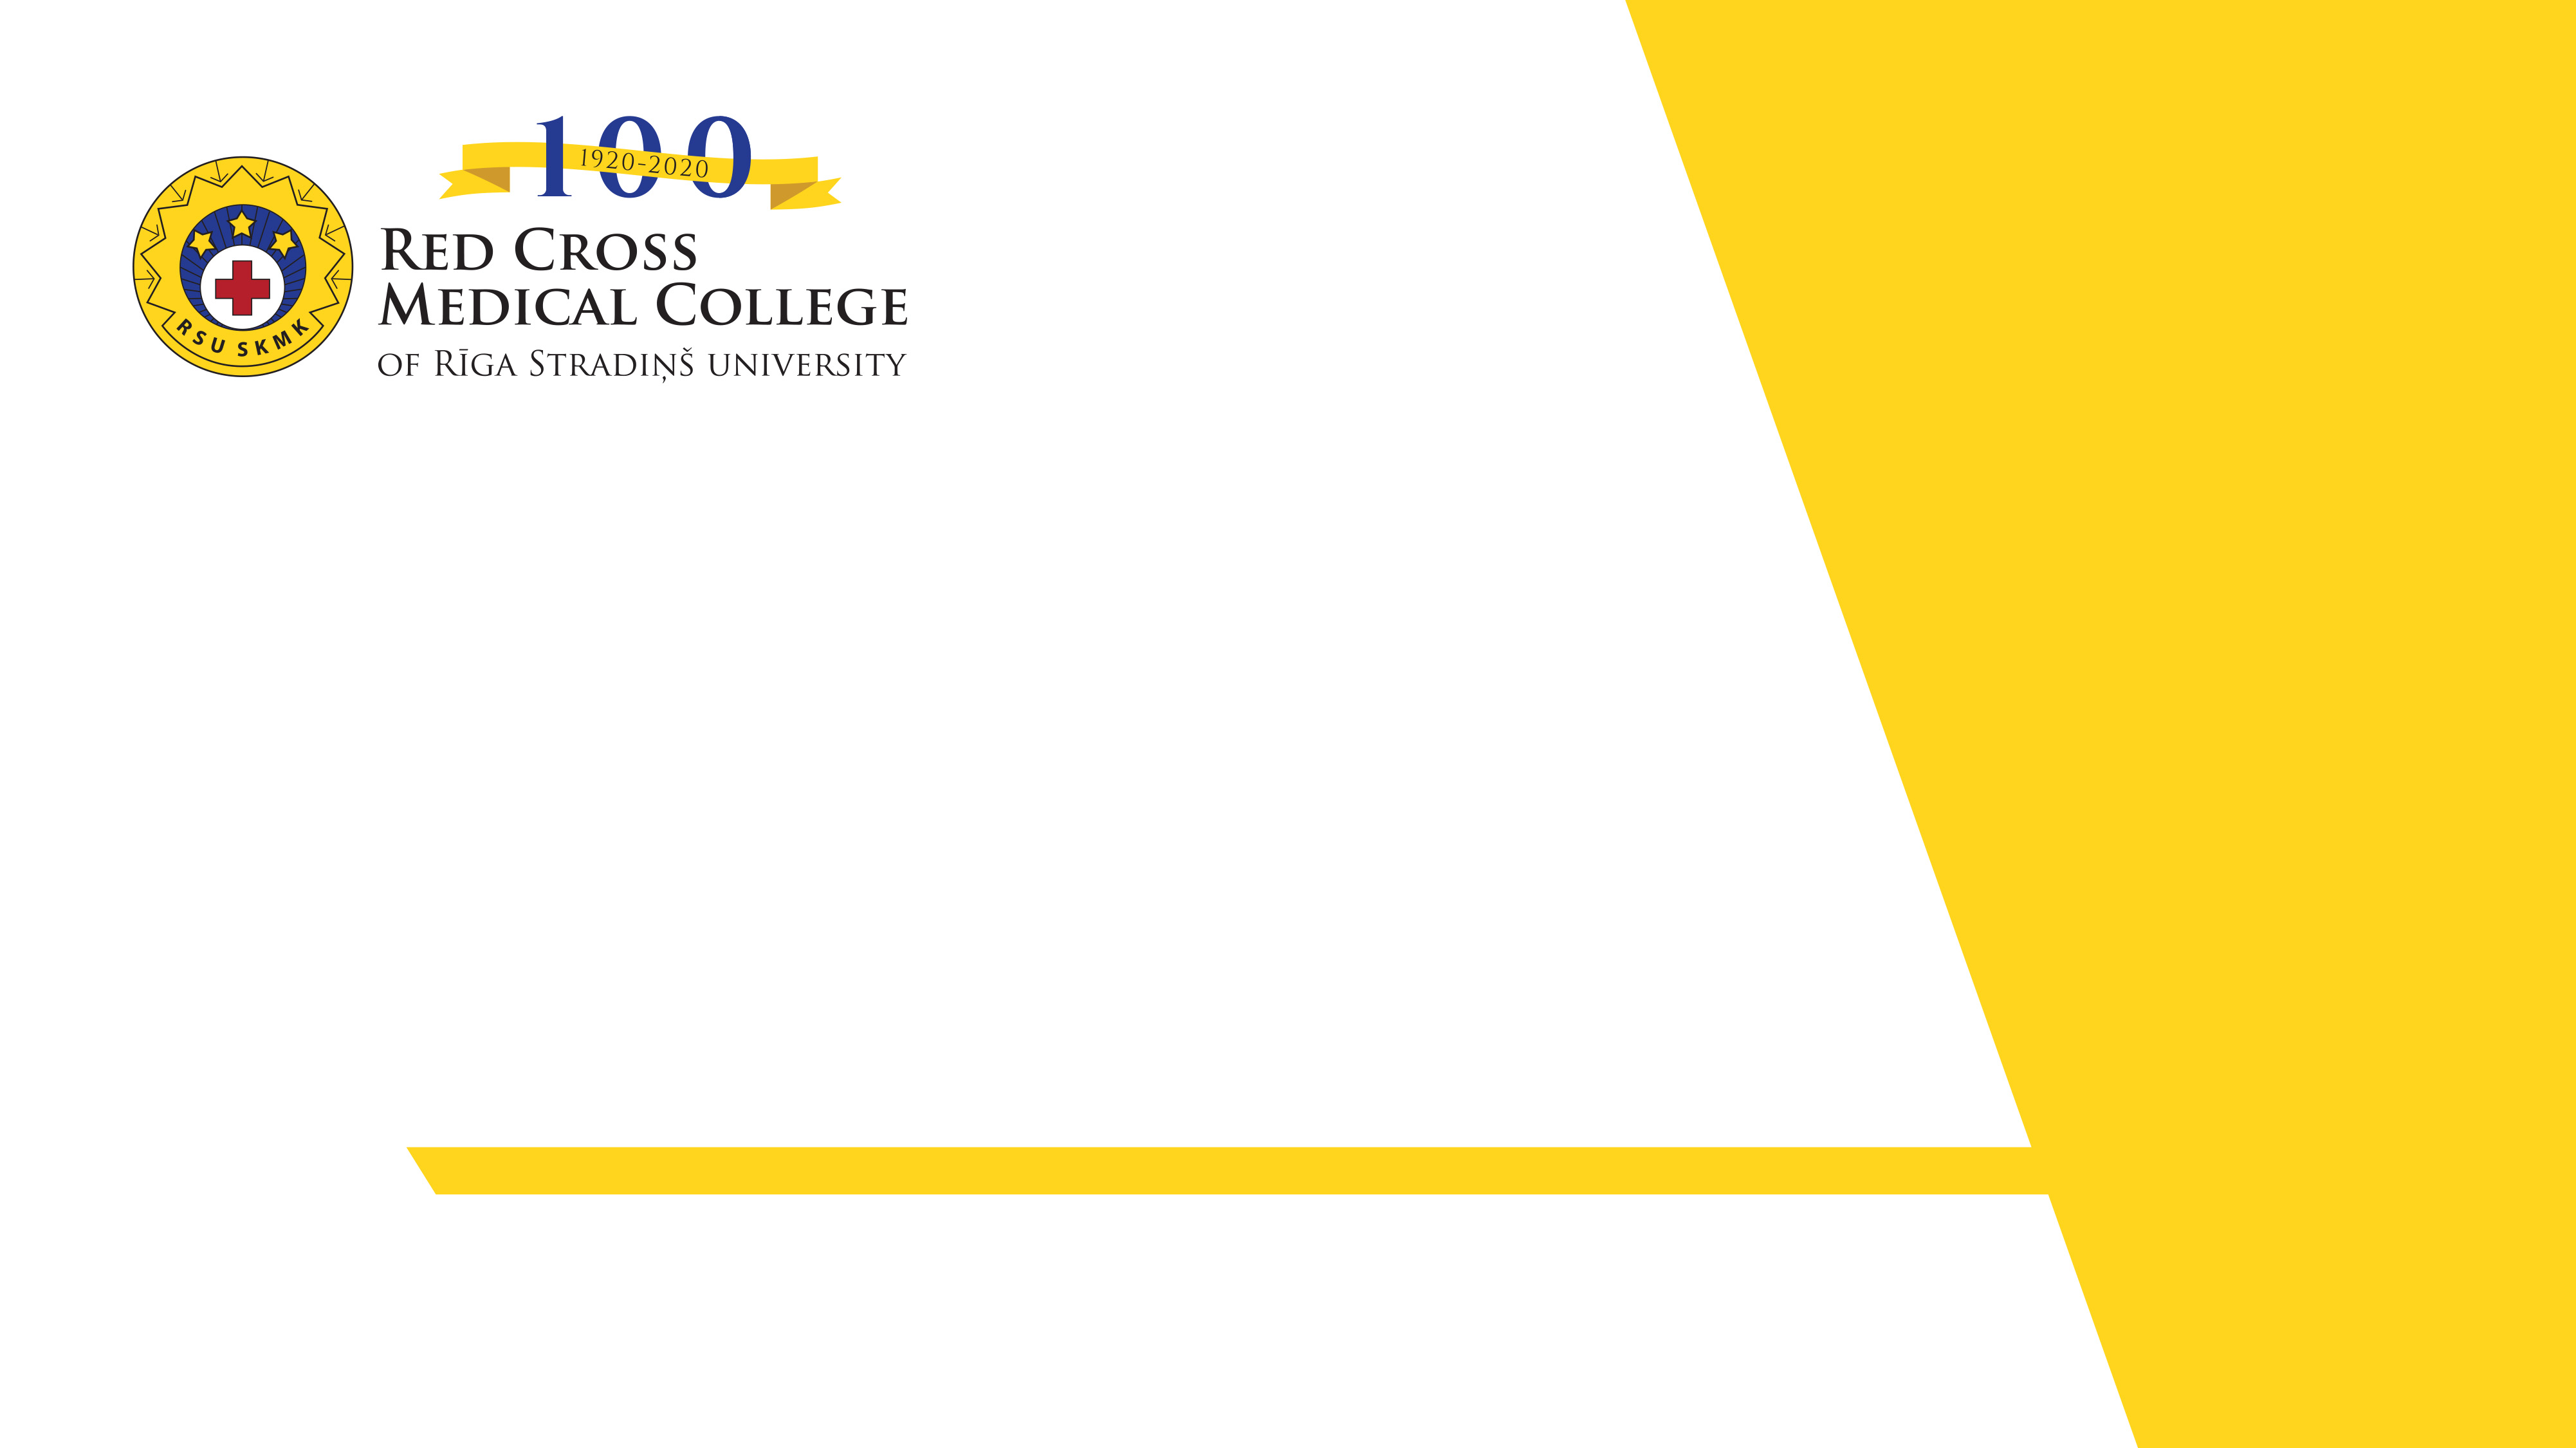 100
1920-2020
RED CROSS
MEDICAL COLLEGE
OF RĪGA STRADIŅŠ UNIVERSITY
RSU SKMK